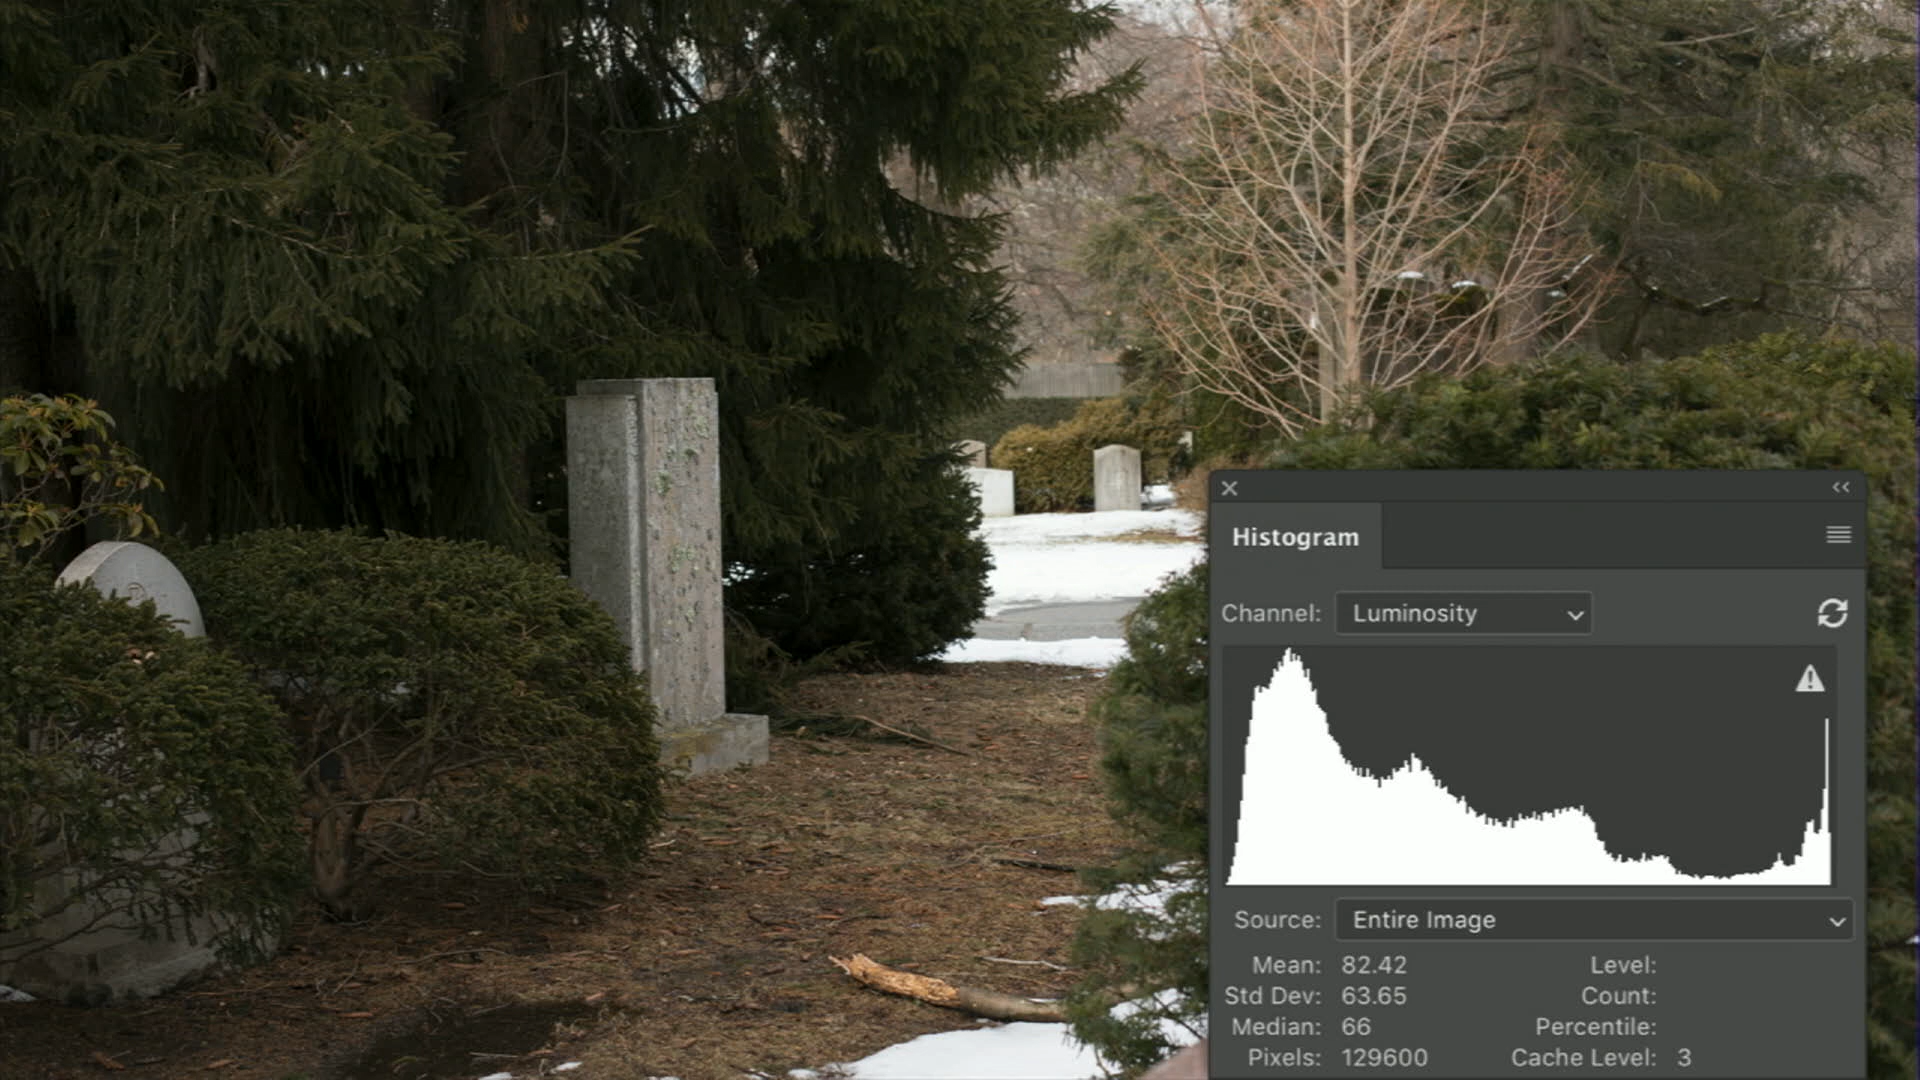 Histogram
Channel: Luminosity
Source: Entire Image
Mean: 82.42 Level:
Std Dev: 63.65 Count:
Median: 66 Percentile:
Pixels: 129600 Cache Level: 3